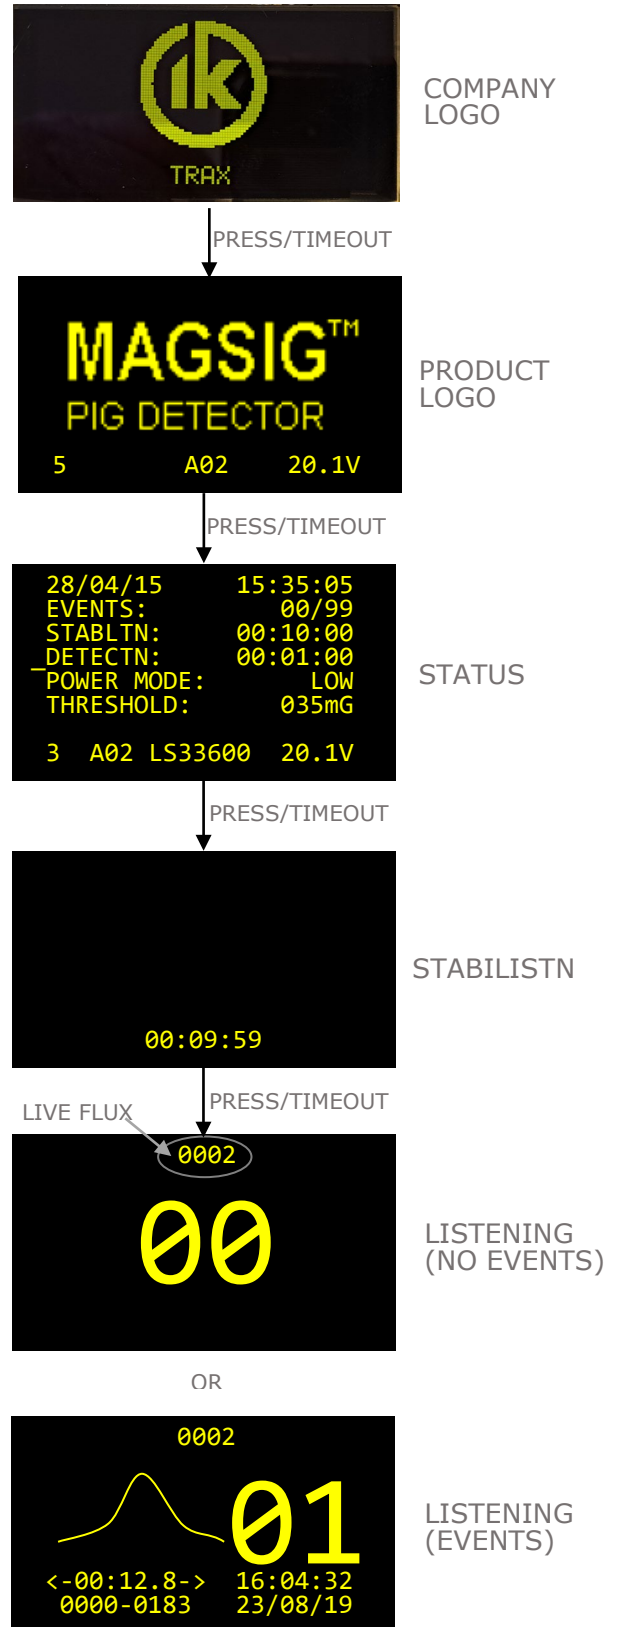 ik
TRAX
COMPANY
LOGO
PRESS/TIMEOUT
MAGSIG™
PIG DETECTOR
5 A02 20.1V
PRODUCT
LOGO
PRESS/TIMEOUT
28/04/15 15:35:05
EVENTS: 00/99
STABLTN: 00:10:00
_DETECTN: 00:01:00
POWER MODE: LOW
THRESHOLD: 035mG
3 A02 LS33600 20.1V
STATUS
PRESS/TIMEOUT
00:09:59
STABILISTN
PRESS/TIMEOUT
LIVE FLUX
0002
00
LISTENING
(NO EVENTS)
OR
0002
01
<-00:12.8-> 16:04:32
0000-0183 23/08/19
LISTENING
(EVENTS)